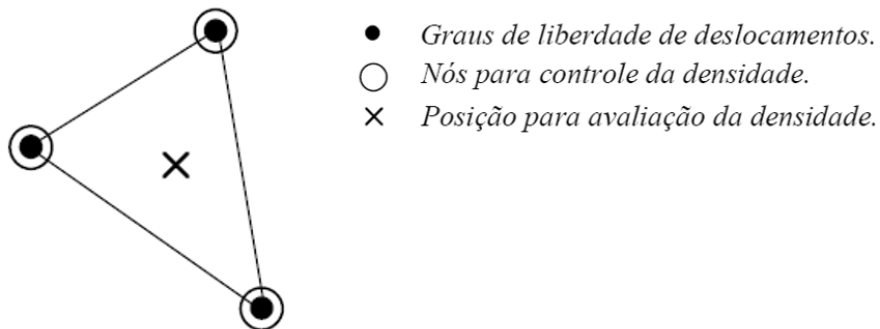 Graus de liberdade de deslocamentos.
Nós para controle da densidade.
Posição para avaliação da densidade.